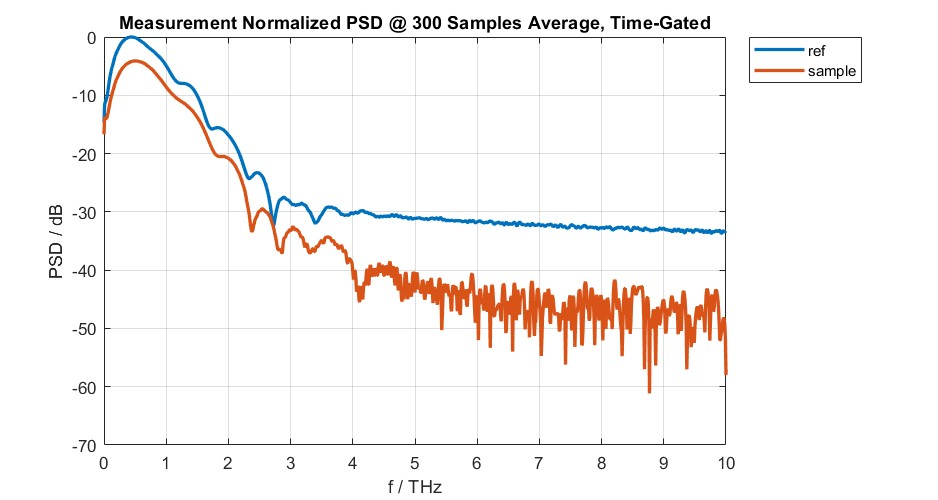 Measurement Normalized PSD @ 300 Samples Average, Time-Gated
ref
sample
PSD / dB
0
-10
-20
-30
-40
-50
-60
-70
0 1 2 3 4 5 6 7 8 9 10
f / THz